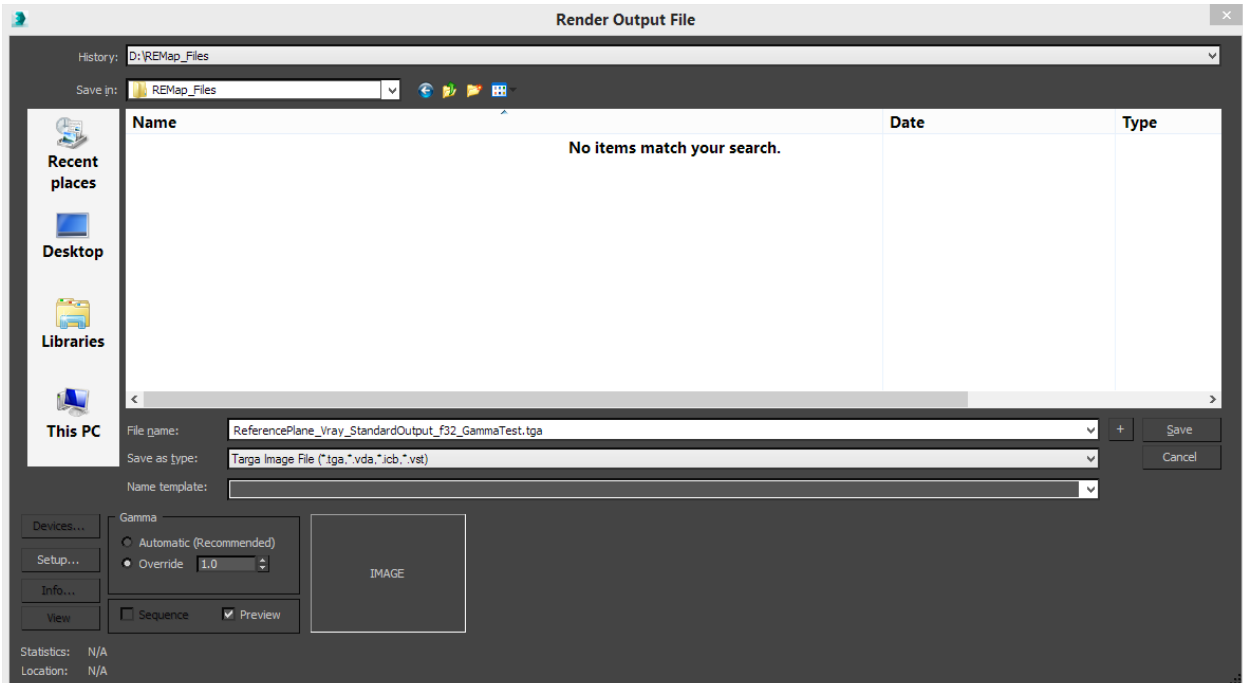 Render Output File
History: D:\REMap_Files
Save in: REMap_Files
Name Date Type
No items match your search.
Recent
places
Desktop
Libraries
This PC
File name: ReferencePlane_Vray_StandardOutput_f32_GammaTest.tga + Save
Save as type: Targa Image File (*.tga,*.vda,*.icb,*.vst) Cancel
Name template:
Devices...
Setup...
Info...
View
Gamma
Automatic (Recommended)
Override 1.0
Sequence Preview
IMAGE
Statistics: N/A
Location: N/A